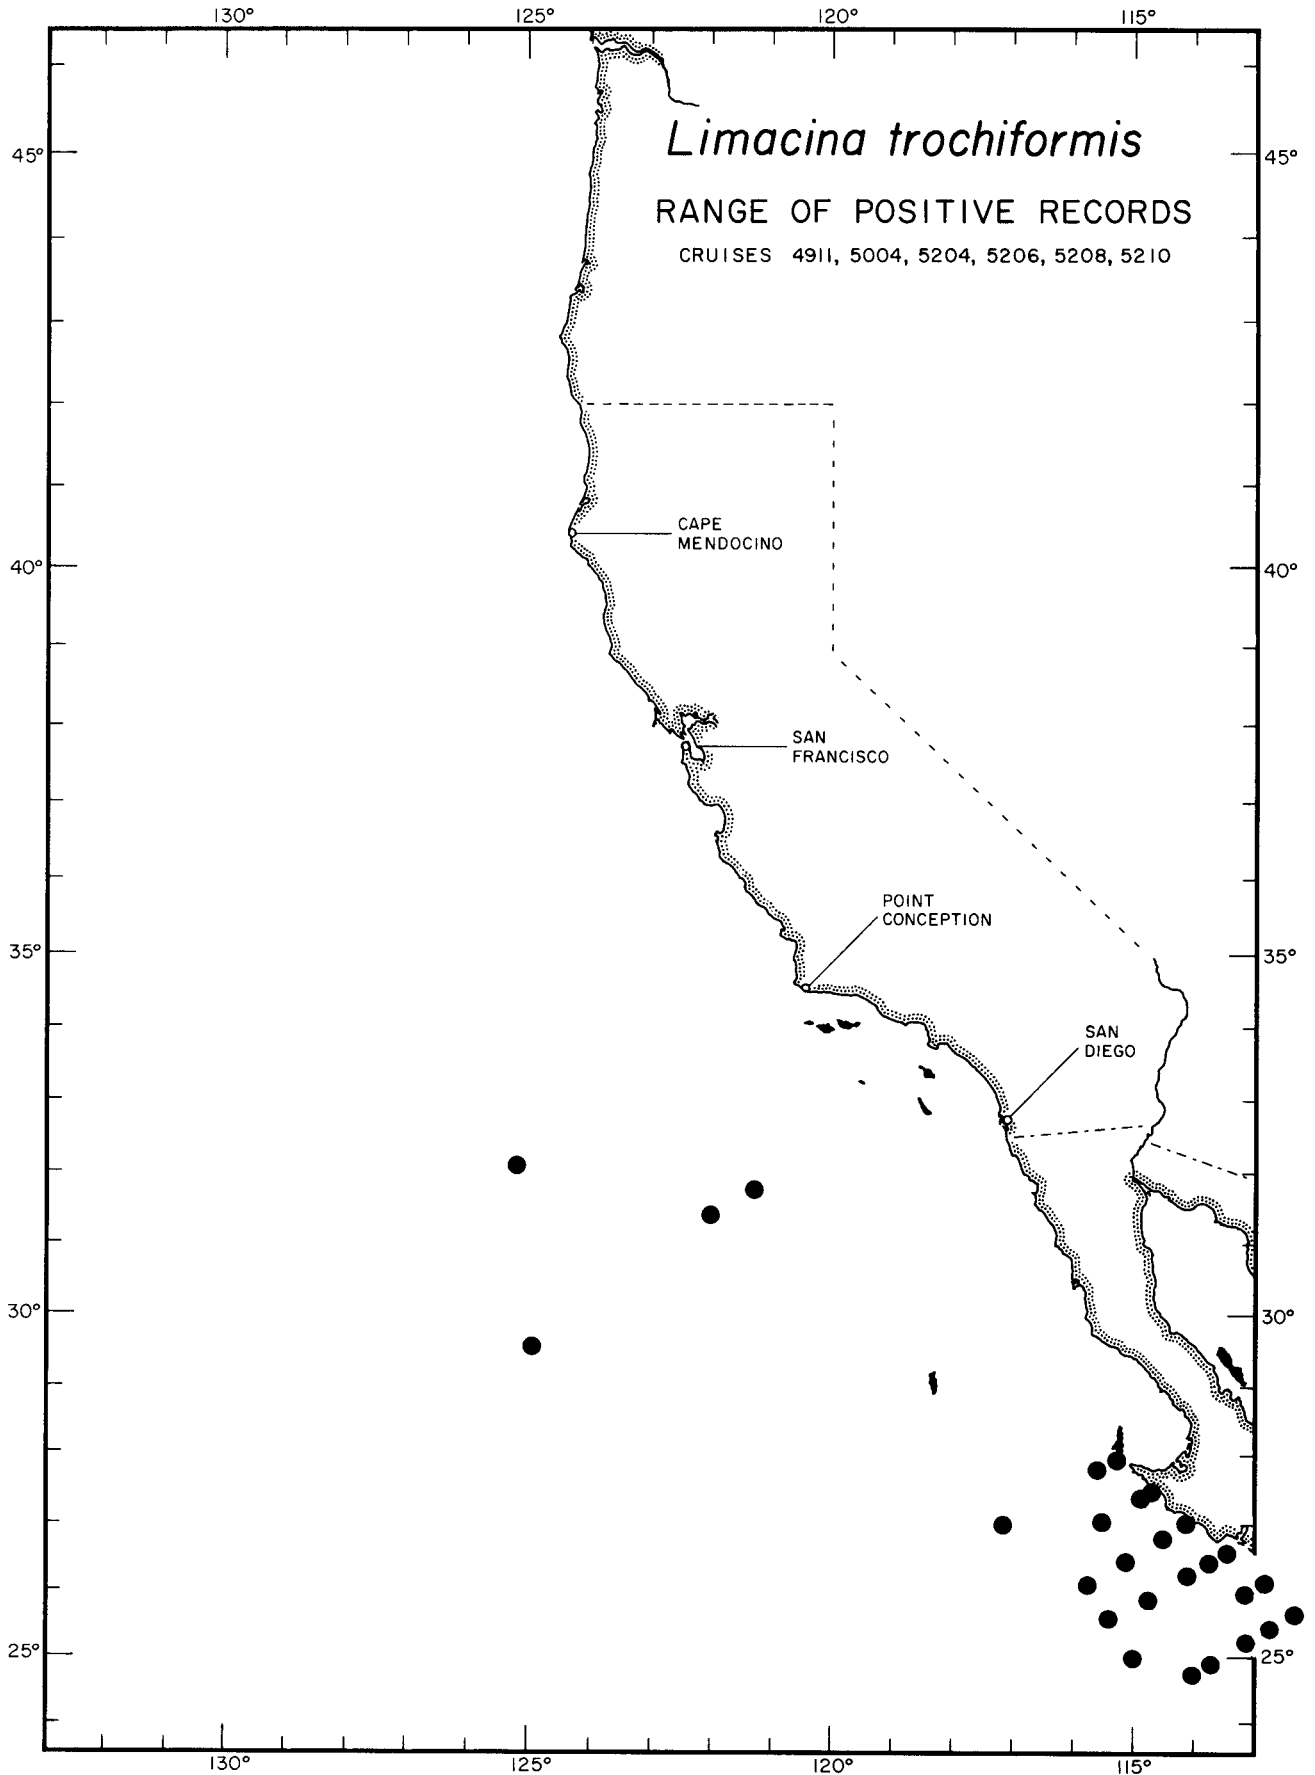 130° 125° 120° 115°
Limacina trochiformis
45° 45°
RANGE OF POSITIVE RECORDS
CRUISES 4911, 5004, 5204, 5206, 5208, 5210
CAPE
MENDOCINO
40° 40°
SAN
FRANCISCO
POINT
CONCEPTION
35° 35°
SAN
DIEGO
30° 30°
25° 25°
130° 125° 120° 115°